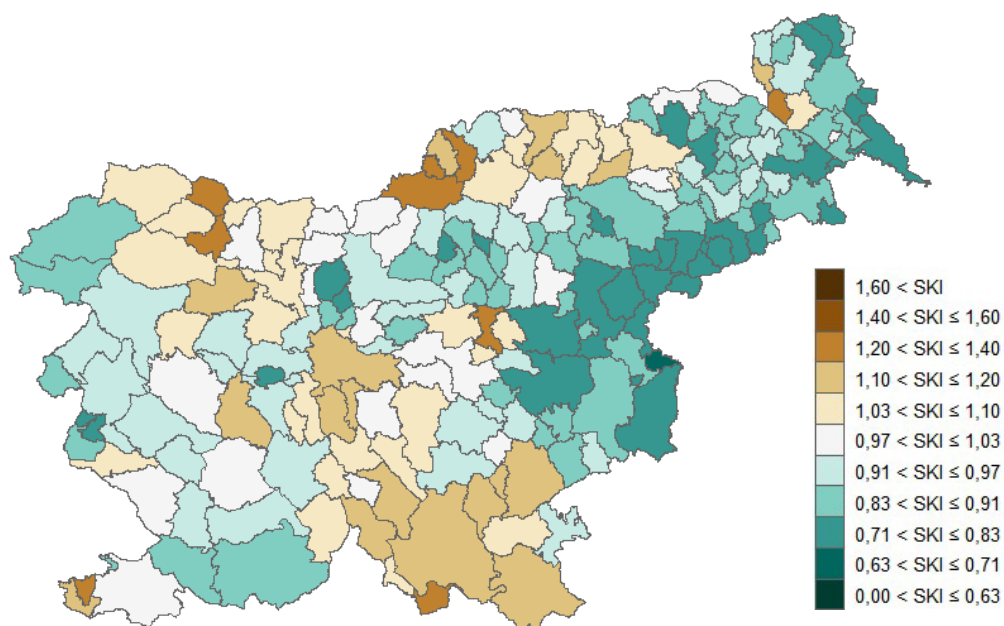 1,60 < SKI
1,40 < SKI ≤ 1,60
1,20 < SKI ≤ 1,40
1,10 < SKI ≤ 1,20
1,03 < SKI ≤ 1,10
0,97 < SKI ≤ 1,03
0,91 < SKI ≤ 0,97
0,83 < SKI ≤ 0,91
0,71 < SKI ≤ 0,83
0,63 < SKI ≤ 0,71
0,00 < SKI ≤ 0,63